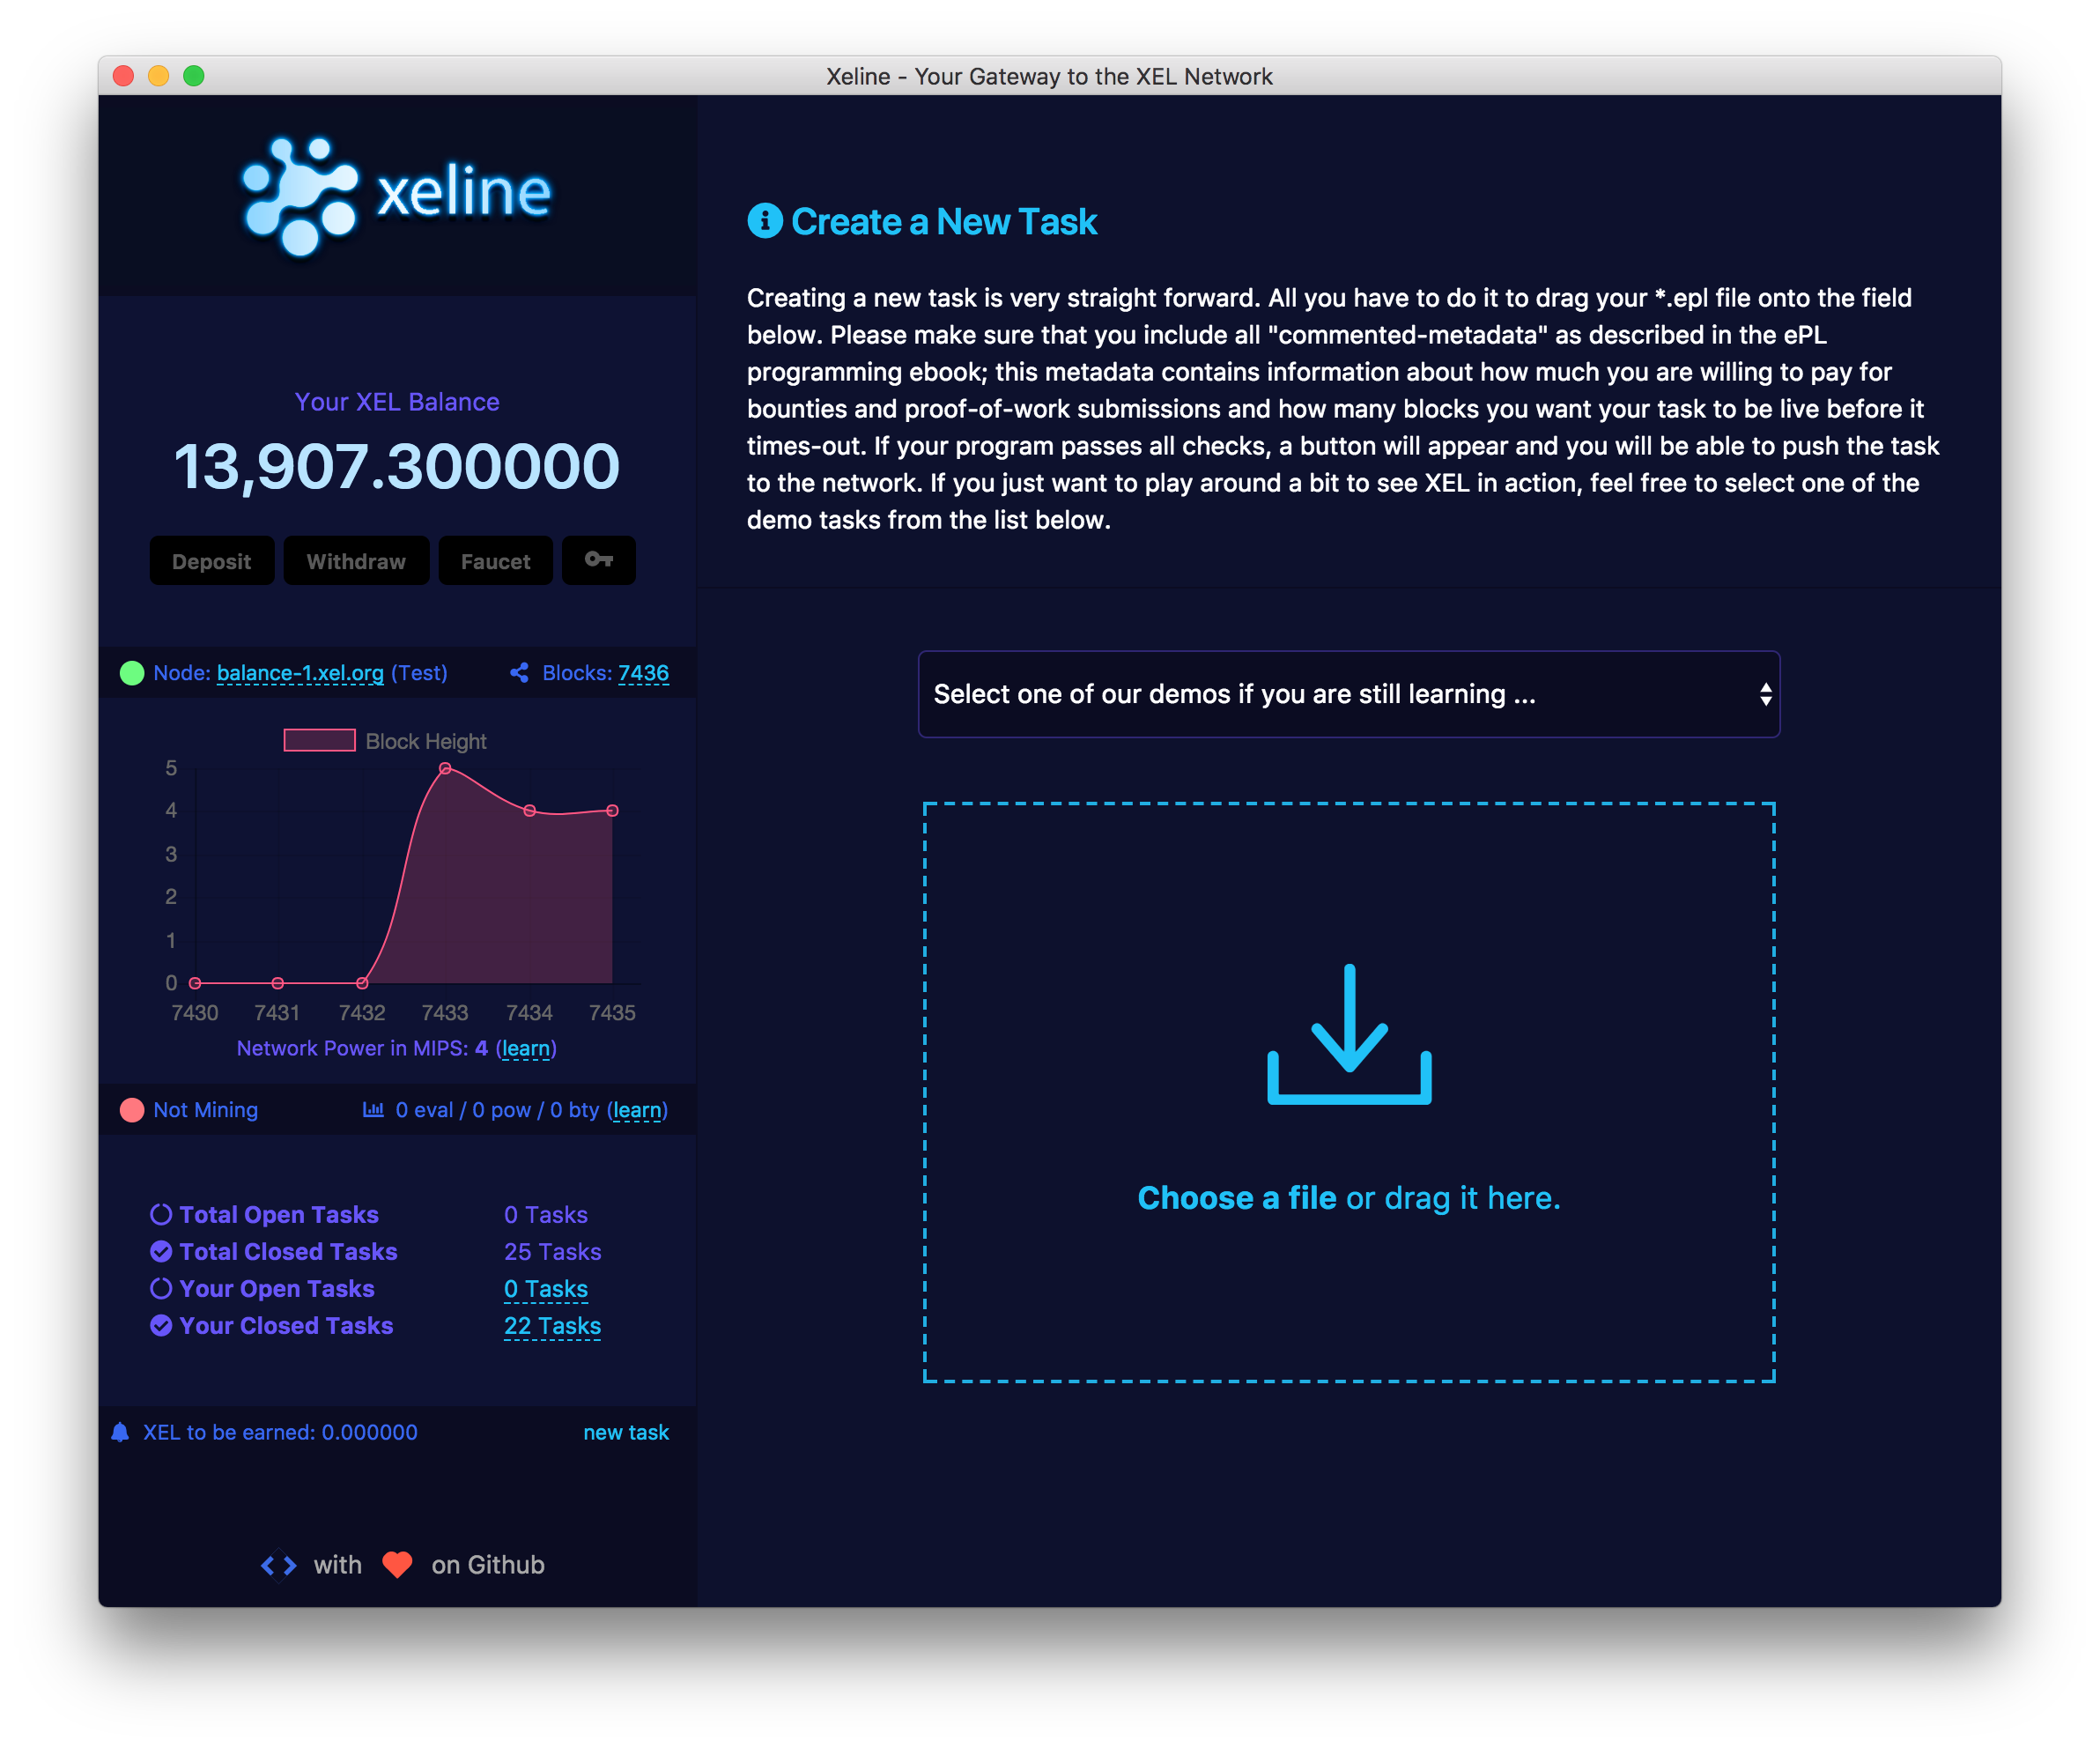 Xeline - Your Gateway to the XEL Network
xeline
Your XEL Balance
13,907.300000
Deposit Withdraw Faucet
Node: balance-1.xel.org (Test) Blocks: 7436
Block Height
5
4
3
2
1
0
7430 7431 7432 7433 7434 7435
Network Power in MIPS: 4 (learn)
Not Mining 0 eval / 0 pow / 0 bty (learn)
Total Open Tasks 0 Tasks
Total Closed Tasks 25 Tasks
Your Open Tasks 0 Tasks
Your Closed Tasks 22 Tasks
XEL to be earned: 0.000000 new task
<> with ❤ on Github
Create a New Task
Creating a new task is very straight forward. All you have to do it to drag your *.epl file onto the field
below. Please make sure that you include all "commented-metadata" as described in the ePL
programming ebook; this metadata contains information about how much you are willing to pay for
bounties and proof-of-work submissions and how many blocks you want your task to be live before it
times-out. If your program passes all checks, a button will appear and you will be able to push the task
to the network. If you just want to play around a bit to see XEL in action, feel free to select one of the
demo tasks from the list below.
Select one of our demos if you are still learning ...
Choose a file or drag it here.